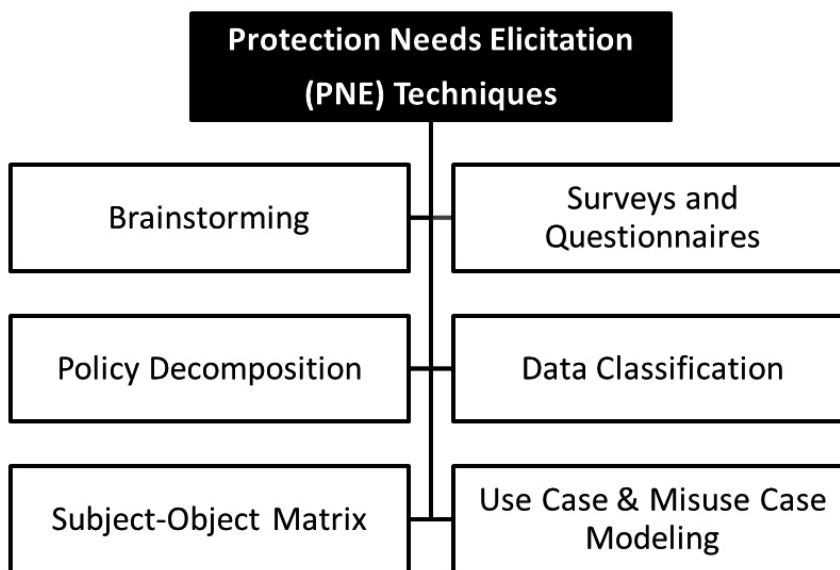 Protection Needs Elicitation
(PNE) Techniques
Brainstorming
Surveys and
Questionnaires
Policy Decomposition
Data Classification
Subject-Object Matrix
Use Case & Misuse Case
Modeling